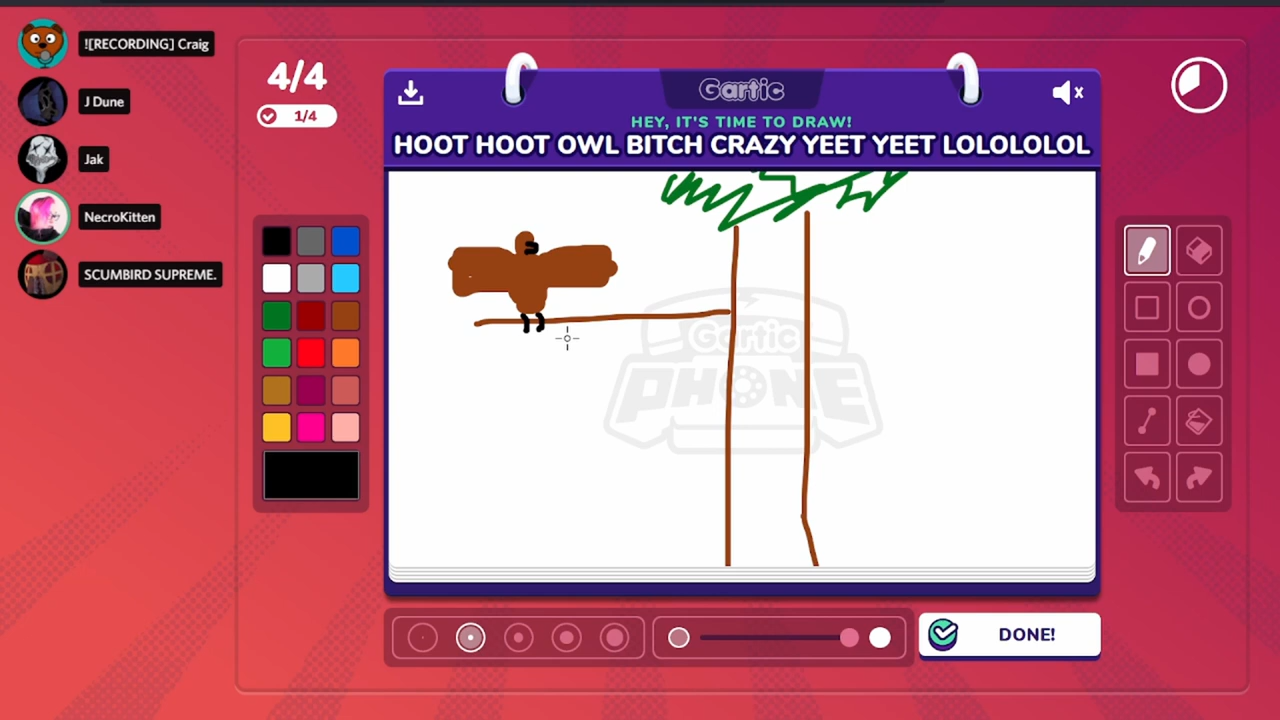 ![RECORDING] Craig
J Dune
Jak
NecroKitten
SCUMBIRD SUPREME.
4/4
1/4
Gartic
HEY, IT'S TIME TO DRAW!
HOOT HOOT OWL BITCH CRAZY YEET YEET LOLOLOLOL
Gartic
PHONE
DONE!